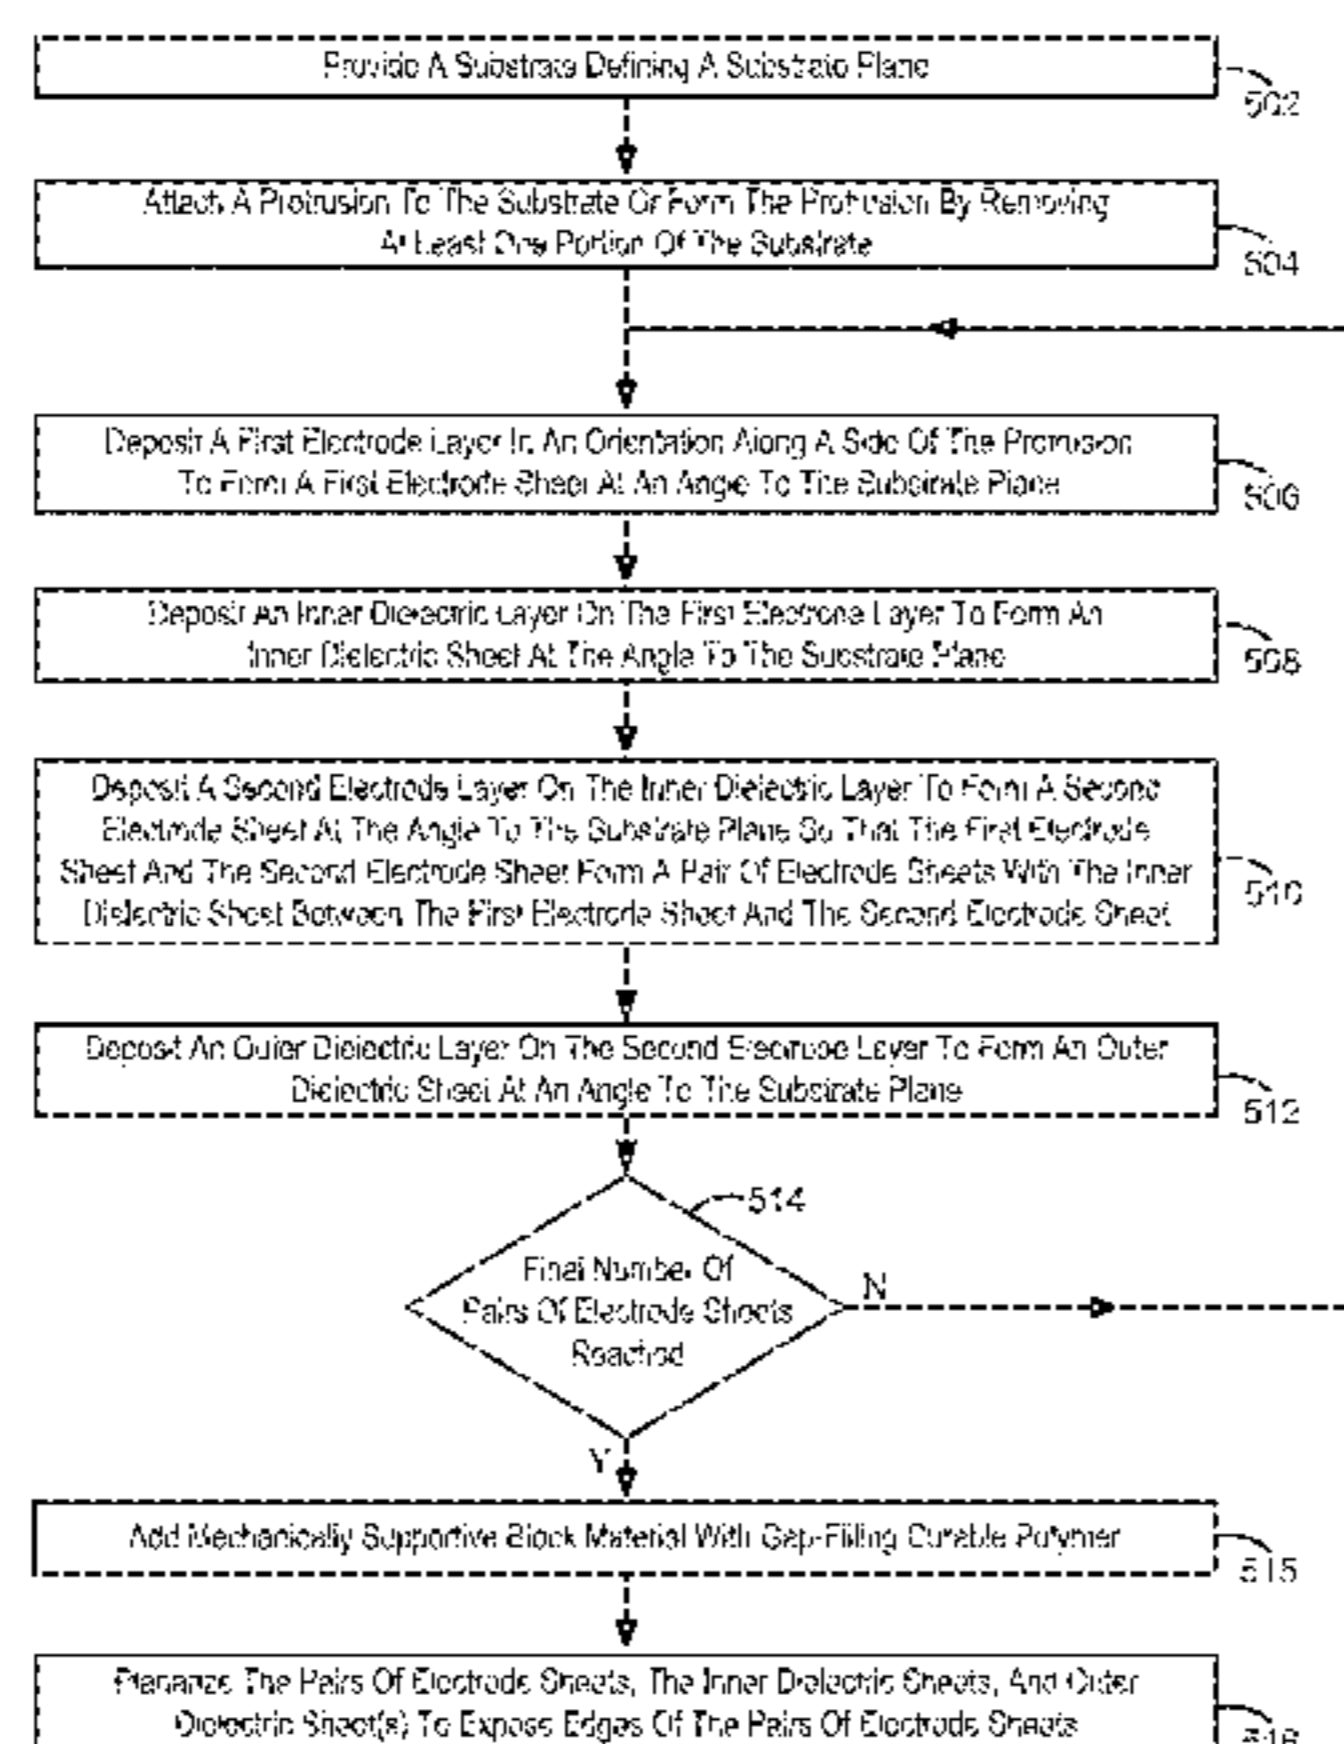 Provide A Substrate Defining A Substrate Plane
502
Attach A Protrusion To The Substrate Or Form The Protrusion By Removing
At Least One Portion Of The Substrate
504
Deposit A First Electrode Layer In An Orientation Along A Side Of The Protrusion
To Form A First Electrode Sheet At An Angle To The Substrate Plane
506
Deposit An Inner Dielectric Layer On The First Electrode Layer To Form An
Inner Dielectric Sheet At The Angle To The Substrate Plane
508
Deposit A Second Electrode Layer On The Inner Dielectric Layer To Form A Second
Electrode Sheet At The Angle To The Substrate Plane So That The First Electrode
Sheet And The Second Electrode Sheet Form A Pair Of Electrode Sheets With The Inner
Dielectric Sheet Between The First Electrode Sheet And The Second Electrode Sheet
510
Deposit An Outer Dielectric Layer On The Second Electrode Layer To Form An Outer
Dielectric Sheet At An Angle To The Substrate Plane
512
514
Final Number Of
Pairs Of Electrode Sheets
Reached
N
Y
Add Mechanically Supportive Block Material With Gap-Filling Curable Polymer
515
Planarize The Pairs Of Electrode Sheets, The Inner Dielectric Sheets, And Outer
Dielectric Sheet(s) To Expose Edges Of The Pairs Of Electrode Sheets
516